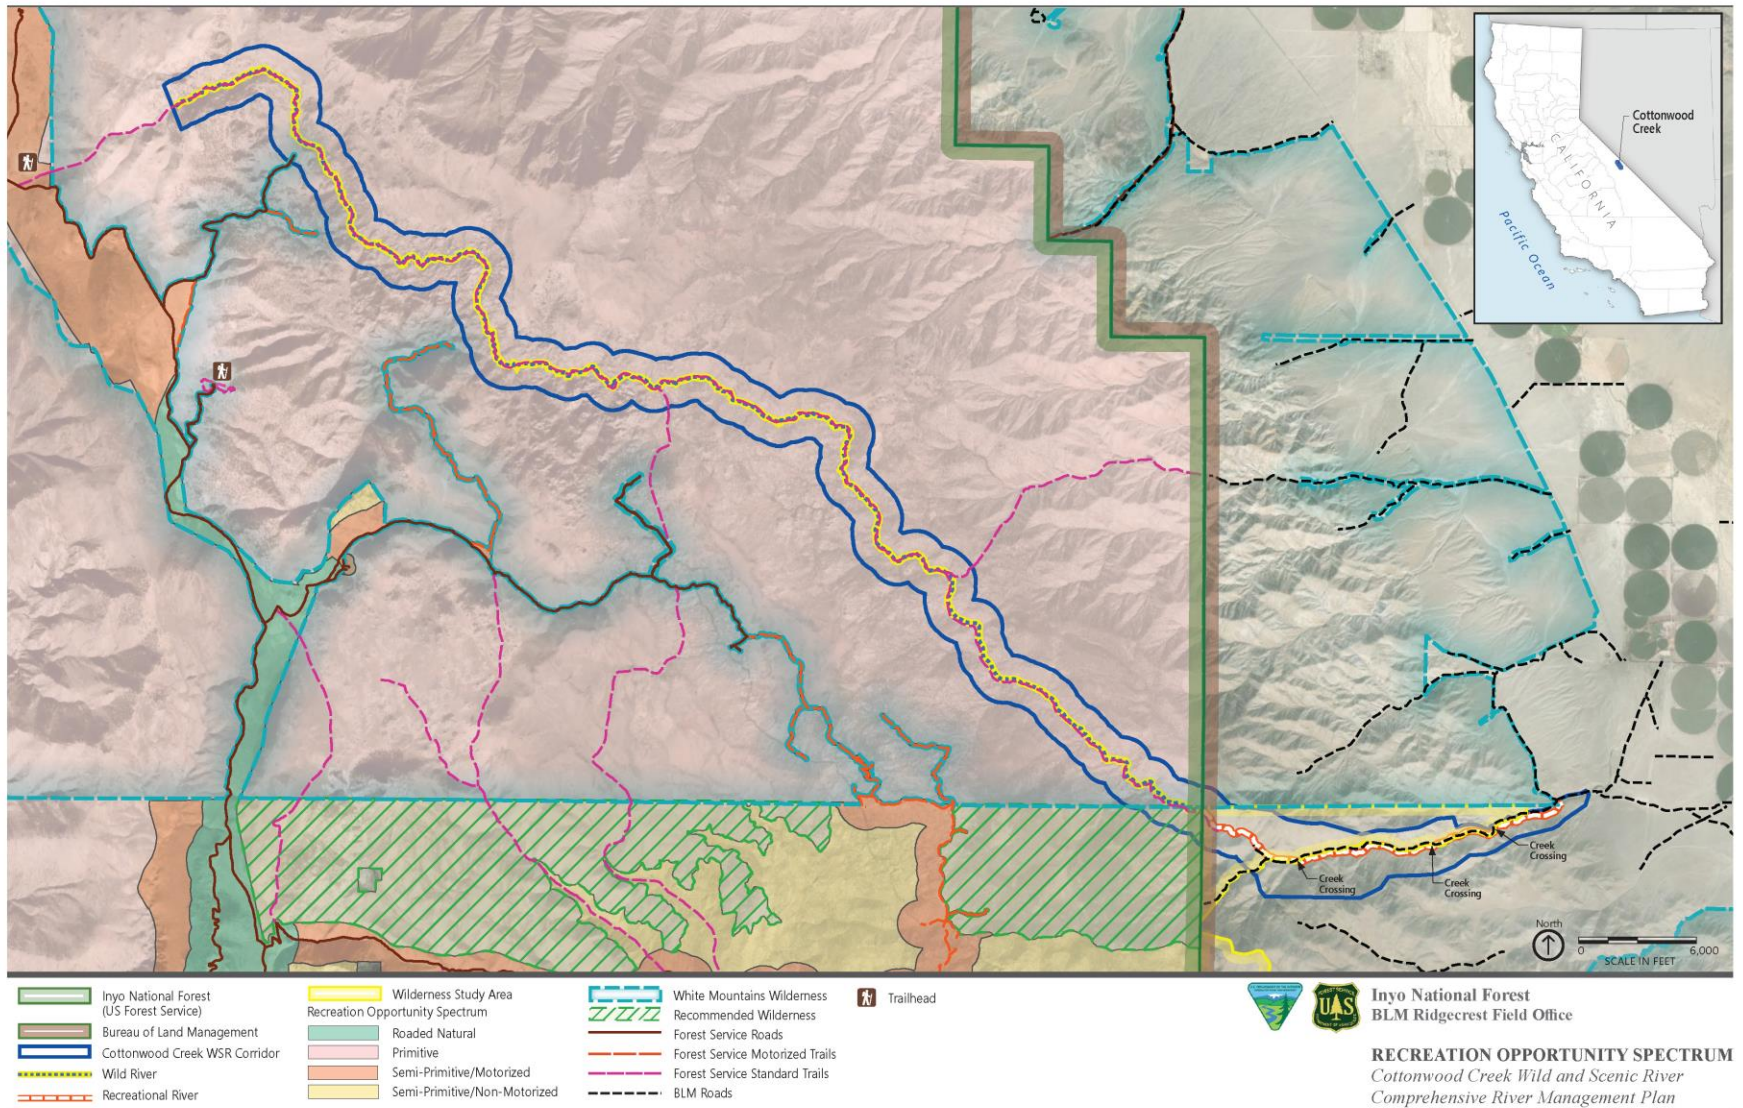 Cottonwood
Creek
CALIFORNIA
Pacific Ocean
Creek
Crossing
Creek
Crossing
Creek
Crossing
North
0 6,000
SCALE IN FEET
Inyo National Forest
(US Forest Service)
Bureau of Land Management
Cottonwood Creek WSR Corridor
Wild River
Recreational River
Wilderness Study Area
Recreation Opportunity Spectrum
Roaded Natural
Primitive
Semi-Primitive/Motorized
Semi-Primitive/Non-Motorized
White Mountains Wilderness
Recommended Wilderness
Forest Service Roads
Forest Service Motorized Trails
Forest Service Standard Trails
BLM Roads
Trailhead
U S
Inyo National Forest
BLM Ridgecrest Field Office
RECREATION OPPORTUNITY SPECTRUM
Cottonwood Creek Wild and Scenic River
Comprehensive River Management Plan